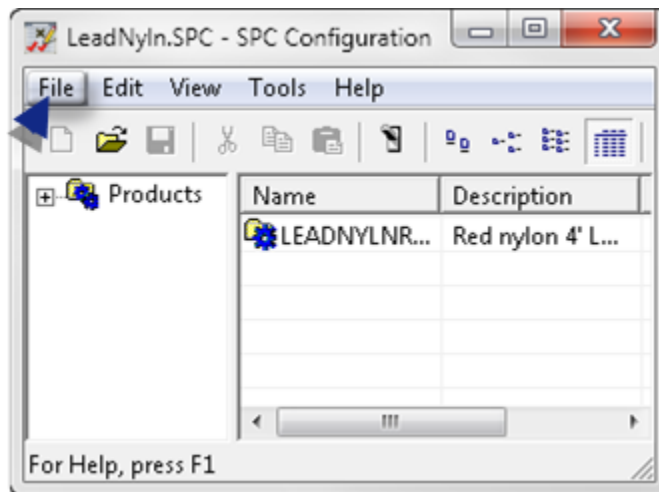 LeadNyln.SPC - SPC Configuration
File Edit View Tools Help
Products
Name Description
LEADNYLNR... Red nylon 4' L...
For Help, press F1